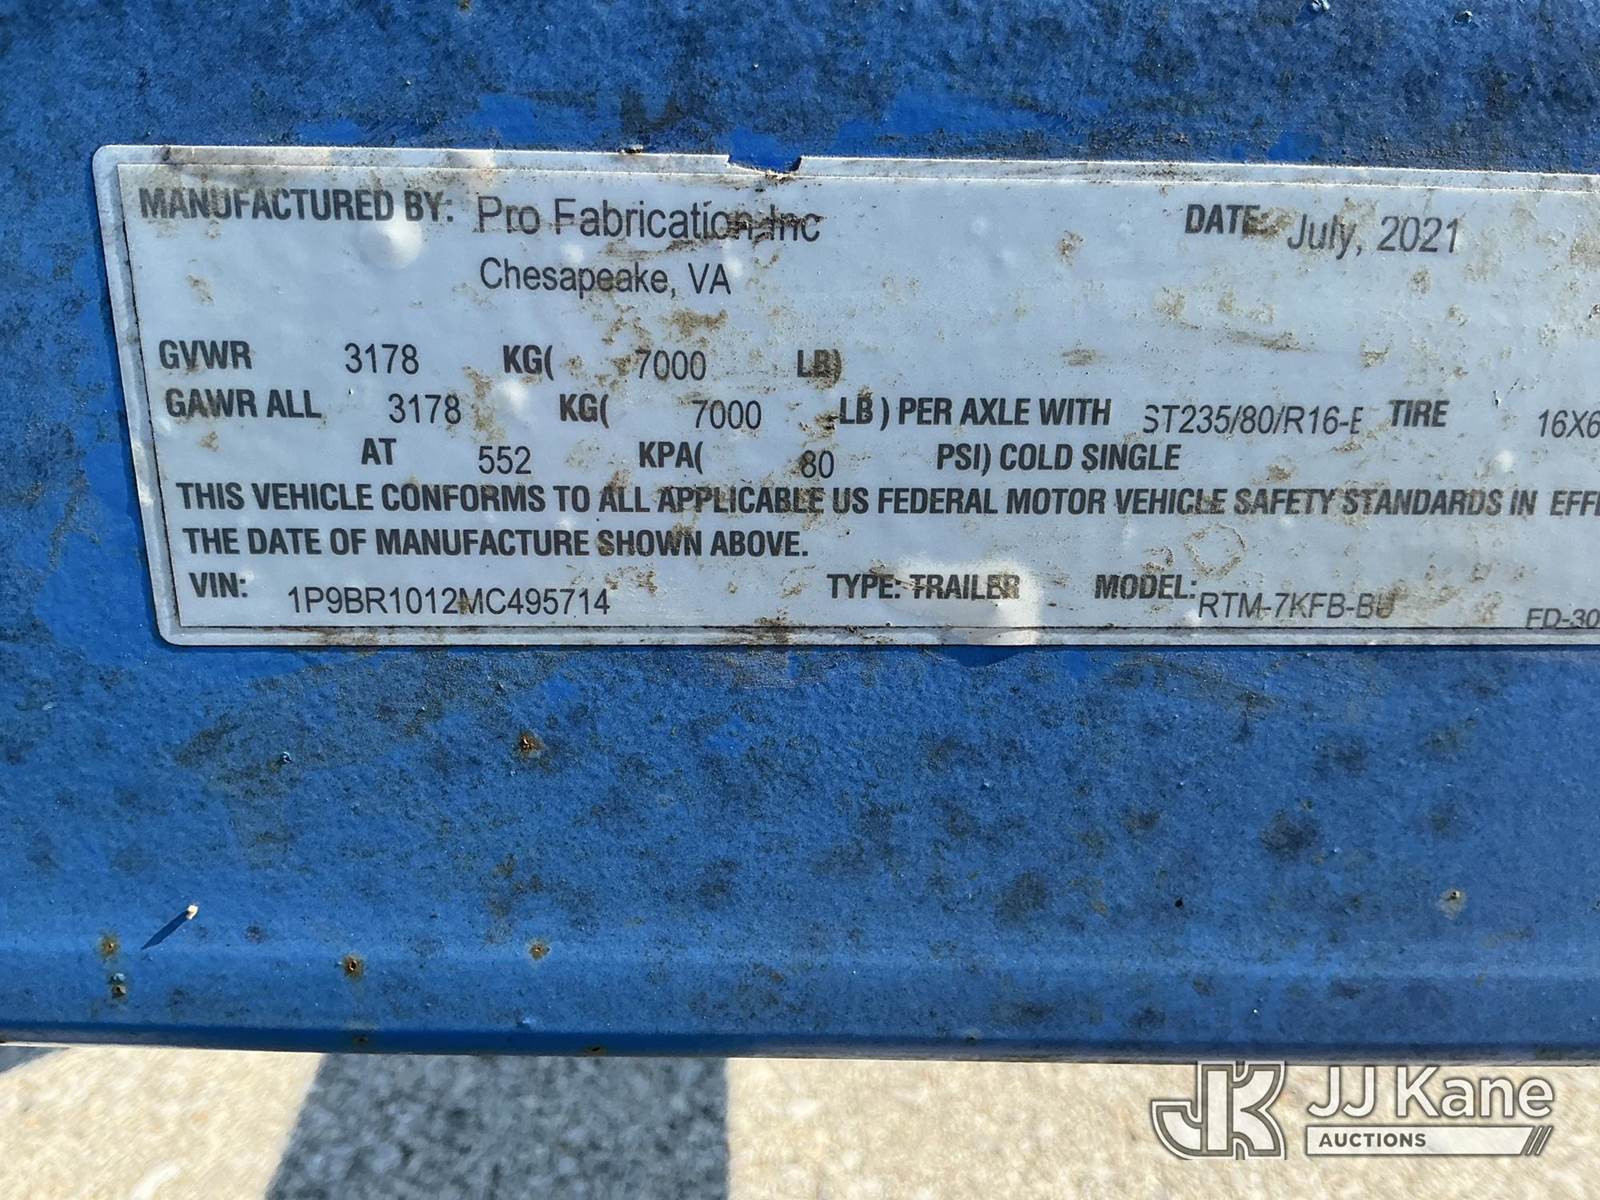 MANUFACTURED BY: Pro Fabrication Inc DATE: July, 2021
Chesapeake, VA
GVWR 3178 KG( 7000 LB)
GAWR ALL 3178 KG( 7000 LB ) PER AXLE WITH ST235/80/R16-E TIRE 16X6
AT 552 KPA( 80 PSI) COLD SINGLE
THIS VEHICLE CONFORMS TO ALL APPLICABLE US FEDERAL MOTOR VEHICLE SAFETY STANDARDS IN EFF
THE DATE OF MANUFACTURE SHOWN ABOVE.
VIN: 1P9BR1012MC495714 TYPE: TRAILER MODEL: RTM-7KFB-BU FD-30
JJ Kane
AUCTIONS